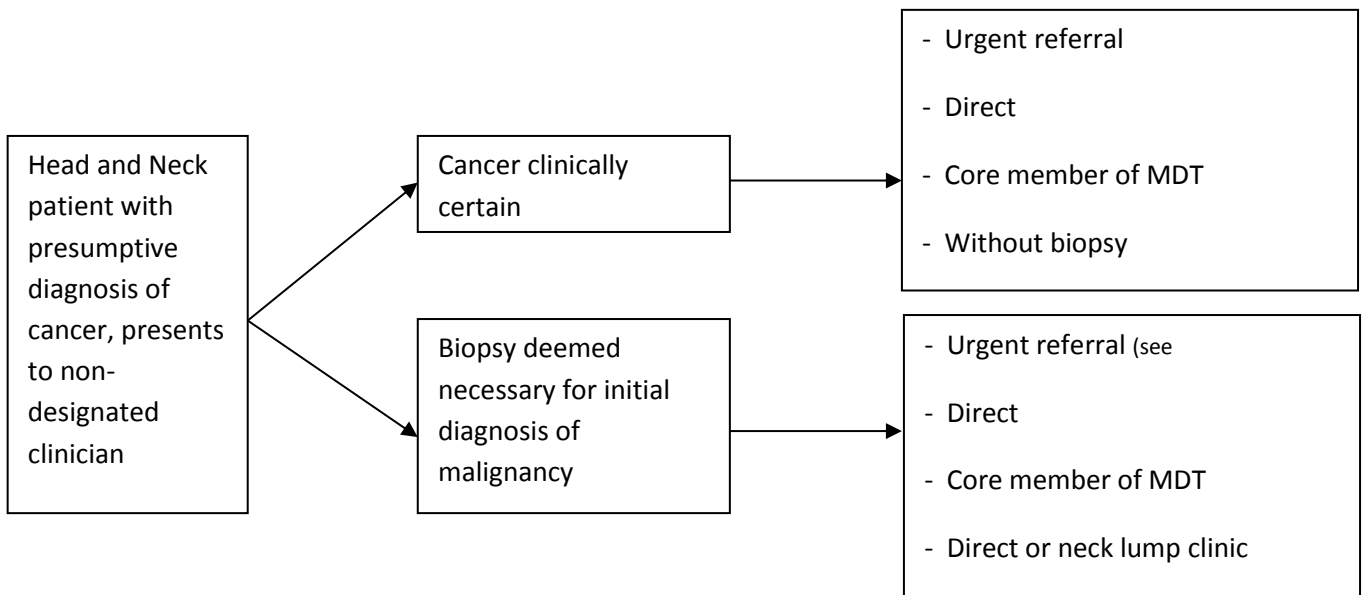 Head and Neck
patient with
presumptive
diagnosis of
cancer, presents
to non-
designated
clinician
Cancer clinically
certain
Biopsy deemed
necessary for initial
diagnosis of
malignancy
- Urgent referral
- Direct
- Core member of MDT
- Without biopsy
- Urgent referral (see
- Direct
- Core member of MDT
- Direct or neck lump clinic